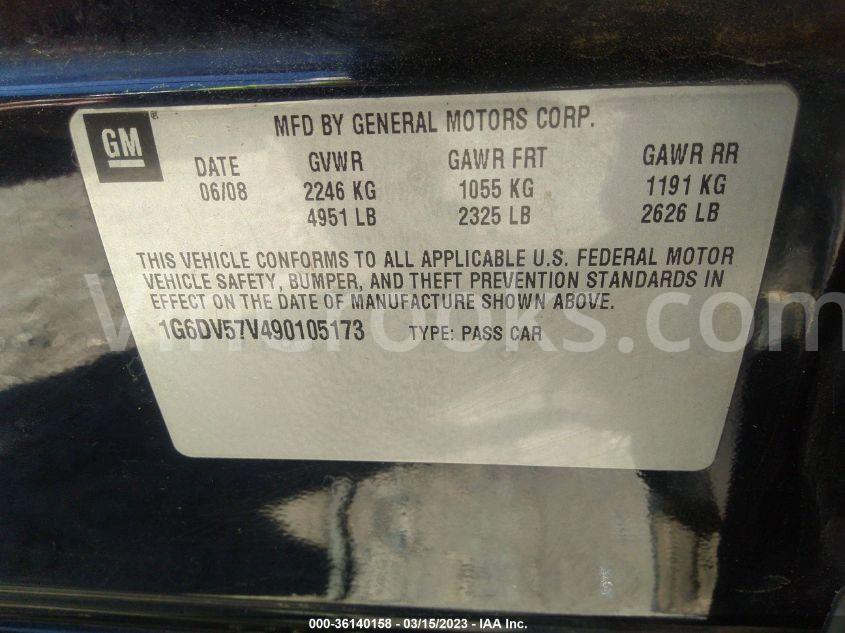 GM®
MFD BY GENERAL MOTORS CORP.
DATE GVWR GAWR FRT GAWR RR
06/08 2246 KG 1055 KG 1191 KG
4951 LB 2325 LB 2626 LB
THIS VEHICLE CONFORMS TO ALL APPLICABLE U.S. FEDERAL MOTOR
VEHICLE SAFETY, BUMPER, AND THEFT PREVENTION STANDARDS IN
EFFECT ON THE DATE OF MANUFACTURE SHOWN ABOVE.
1G6DV57V490105173 TYPE: PASS CAR
VinCrooks.com
000-36140158 - 03/15/2023 - IAA Inc.